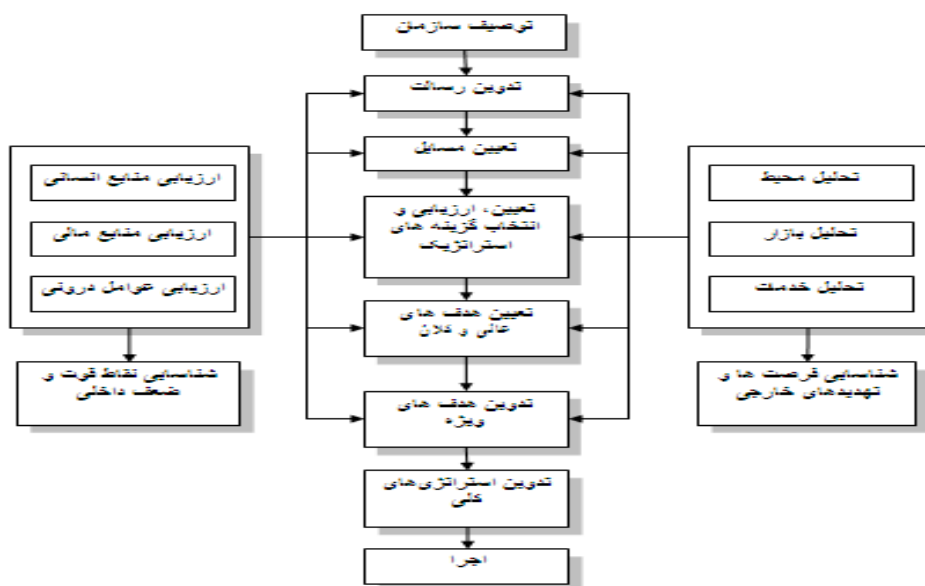 توصیف سازمان
تدوین رسالت
تعیین مسایل
تعیین، ارزیابی و
انتخاب گزینه های
استراتژیک
تعیین هدف های
عالی و کلان
تدوین هدف های
ویژه
تدوین استراتژی‌های
کلی
اجرا
تحلیل محیط
تحلیل بازار
تحلیل خدمات
شناسایی فرصت ها و
تهدیدهای خارجی
ارزیابی منابع انسانی
ارزیابی منابع مالی
ارزیابی عوامل درونی
شناسایی نقاط قوت و
ضعف داخلی